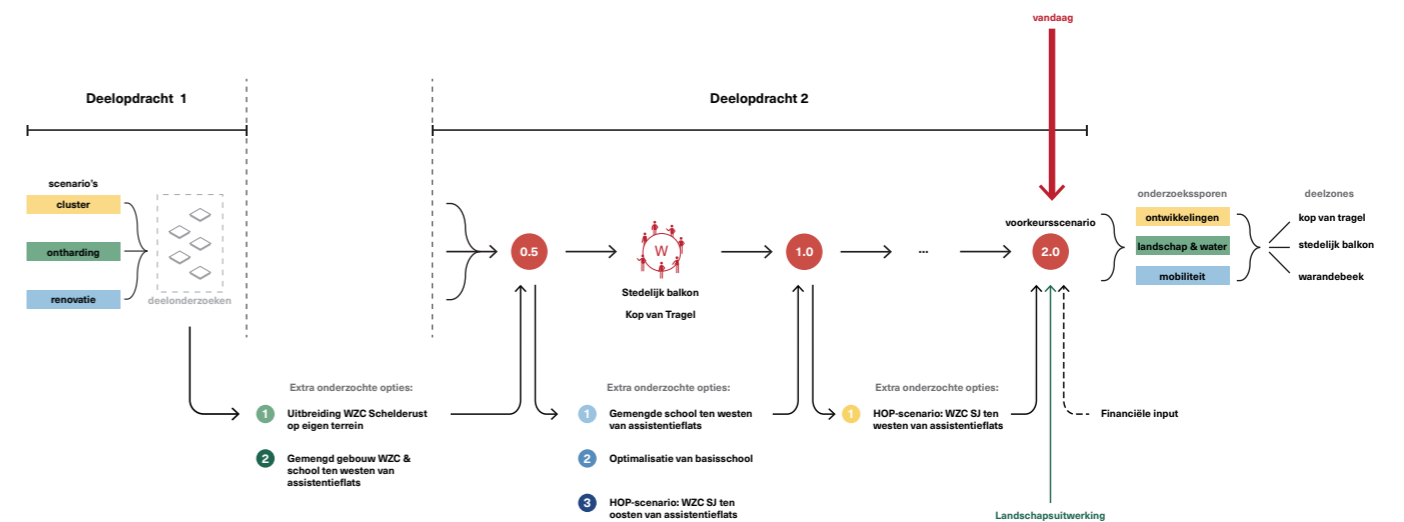 vandaag
Deelopdracht 1
Deelopdracht 2
scenario's
cluster
ontharding
renovatie
deelonderzoeken
0.5
W
Stedelijk balkon
Kop van Tragel
1.0
...
voorkeursscenario
2.0
onderzoekssporen
ontwikkelingen
landschap & water
mobiliteit
deelzones
kop van tragel
stedelijk balkon
warandebeek
Extra onderzochte opties:
1 Uitbreiding WZC Schelderust
op eigen terrein
2 Gemengd gebouw WZC &
school ten westen van
assistentieflats
Extra onderzochte opties:
1 Gemengde school ten westen
van assistentieflats
2 Optimalisatie van basisschool
3 HOP-scenario: WZC SJ ten
oosten van assistentieflats
Extra onderzochte opties:
1 HOP-scenario: WZC SJ ten
westen van assistentieflats
Financiële input
Landschapsuitwerking